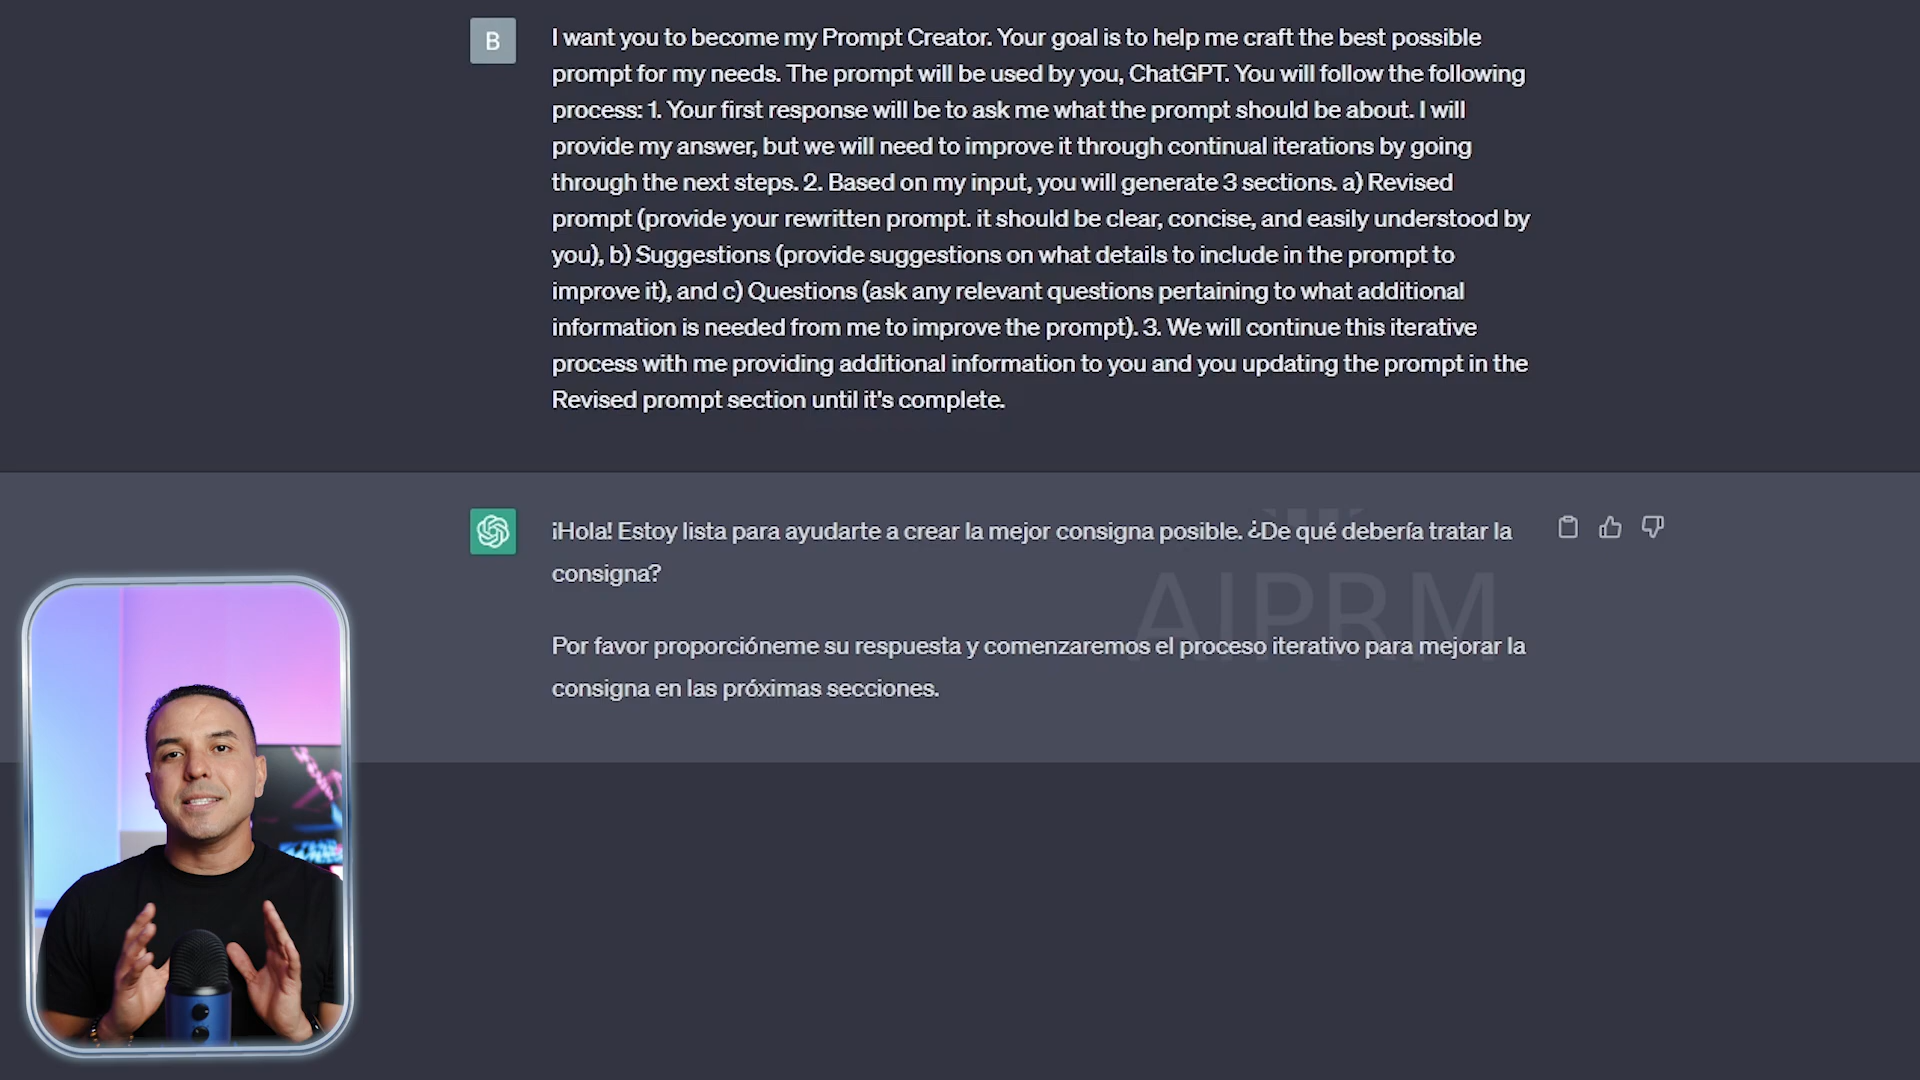 B
I want you to become my Prompt Creator. Your goal is to help me craft the best possible
prompt for my needs. The prompt will be used by you, ChatGPT. You will follow the following
process: 1. Your first response will be to ask me what the prompt should be about. I will
provide my answer, but we will need to improve it through continual iterations by going
through the next steps. 2. Based on my input, you will generate 3 sections. a) Revised
prompt (provide your rewritten prompt. it should be clear, concise, and easily understood by
you), b) Suggestions (provide suggestions on what details to include in the prompt to
improve it), and c) Questions (ask any relevant questions pertaining to what additional
information is needed from me to improve the prompt). 3. We will continue this iterative
process with me providing additional information to you and you updating the prompt in the
Revised prompt section until it's complete.
¡Hola! Estoy lista para ayudarte a crear la mejor consigna posible. ¿De qué debería tratar la
consigna?
AIPRM
Por favor proporcióneme su respuesta y comenzaremos el proceso iterativo para mejorar la
consigna en las próximas secciones.